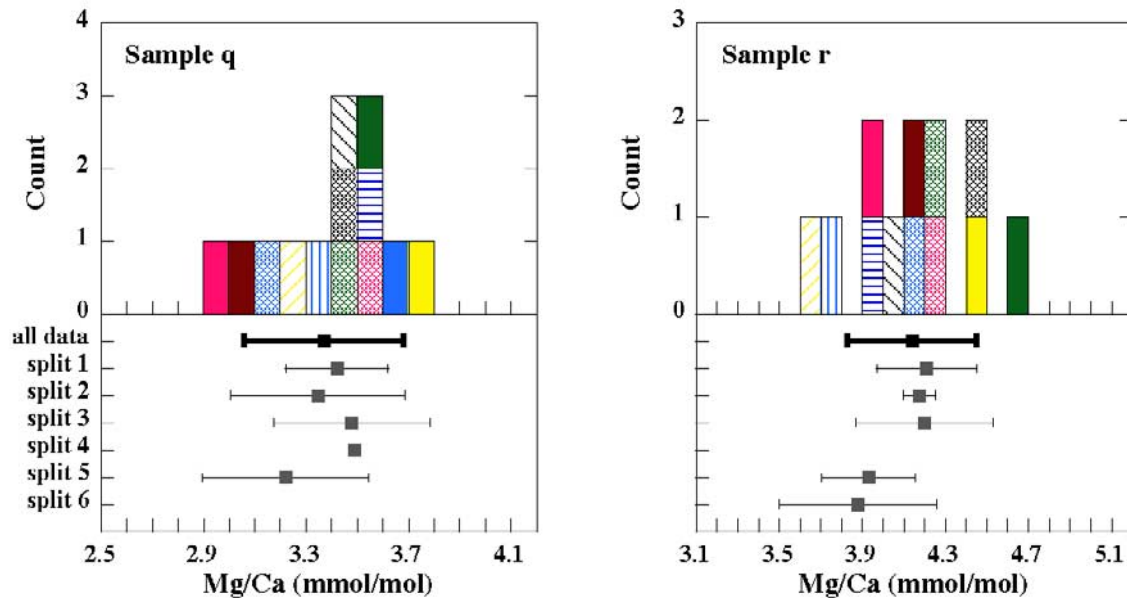 Sample q
Count
4
3
2
1
0
all data
split 1
split 2
split 3
split 4
split 5
split 6
2.5 2.9 3.3 3.7 4.1
Mg/Ca (mmol/mol)
Sample r
Count
3
2
1
0
3.1 3.5 3.9 4.3 4.7 5.1
Mg/Ca (mmol/mol)